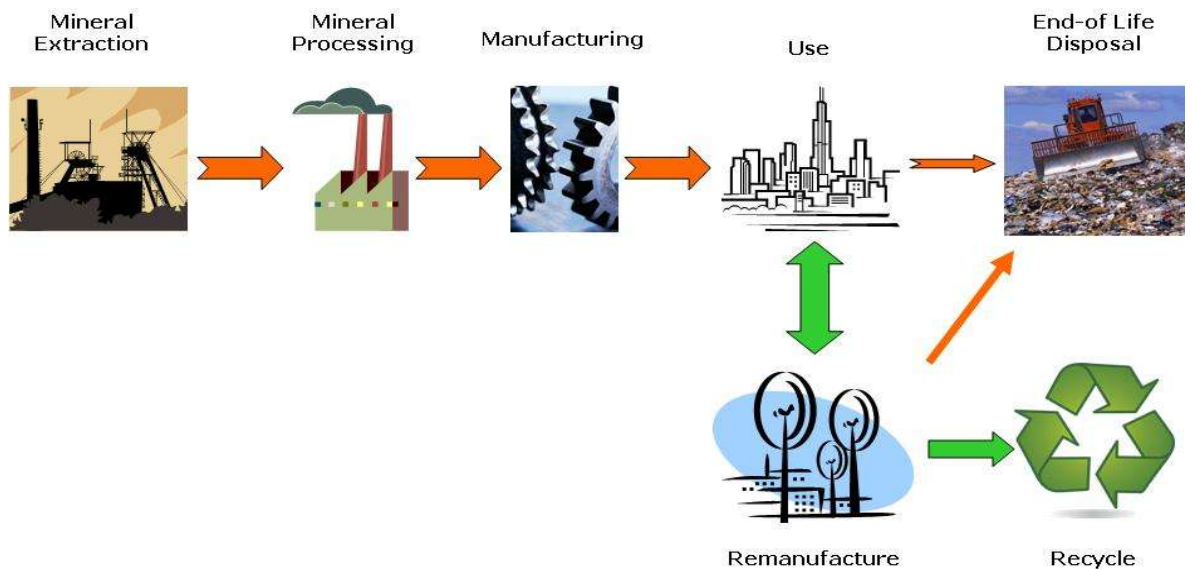 Mineral
Extraction
Mineral
Processing
Manufacturing
Use
End-of Life
Disposal
Remanufacture
Recycle